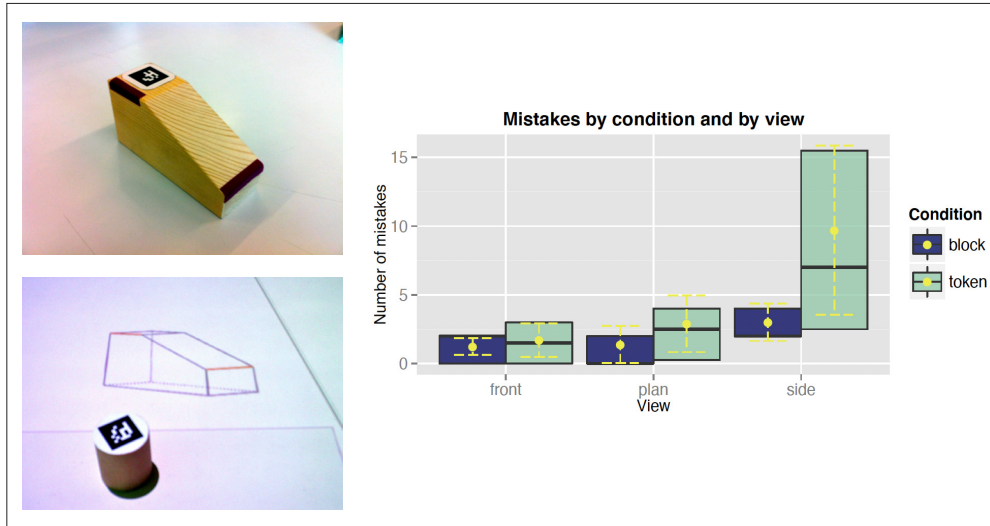 Mistakes by condition and by view
Number of mistakes
15
10
5
0
front plan side
View
Condition
block
token